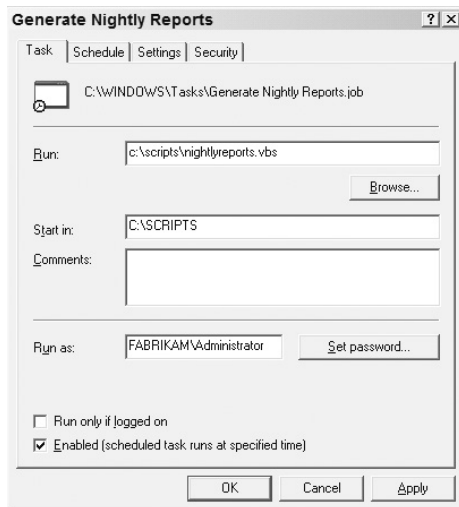 Generate Nightly Reports
Task Schedule Settings Security
C:\WINDOWS\Tasks\Generate Nightly Reports.job
Run: c:\scripts\nightlyreports.vbs
Browse...
Start in: C:\SCRIPTS
Comments:
Run as: FABRIKAM\Administrator Set password...
Run only if logged on
Enabled (scheduled task runs at specified time)
OK Cancel Apply